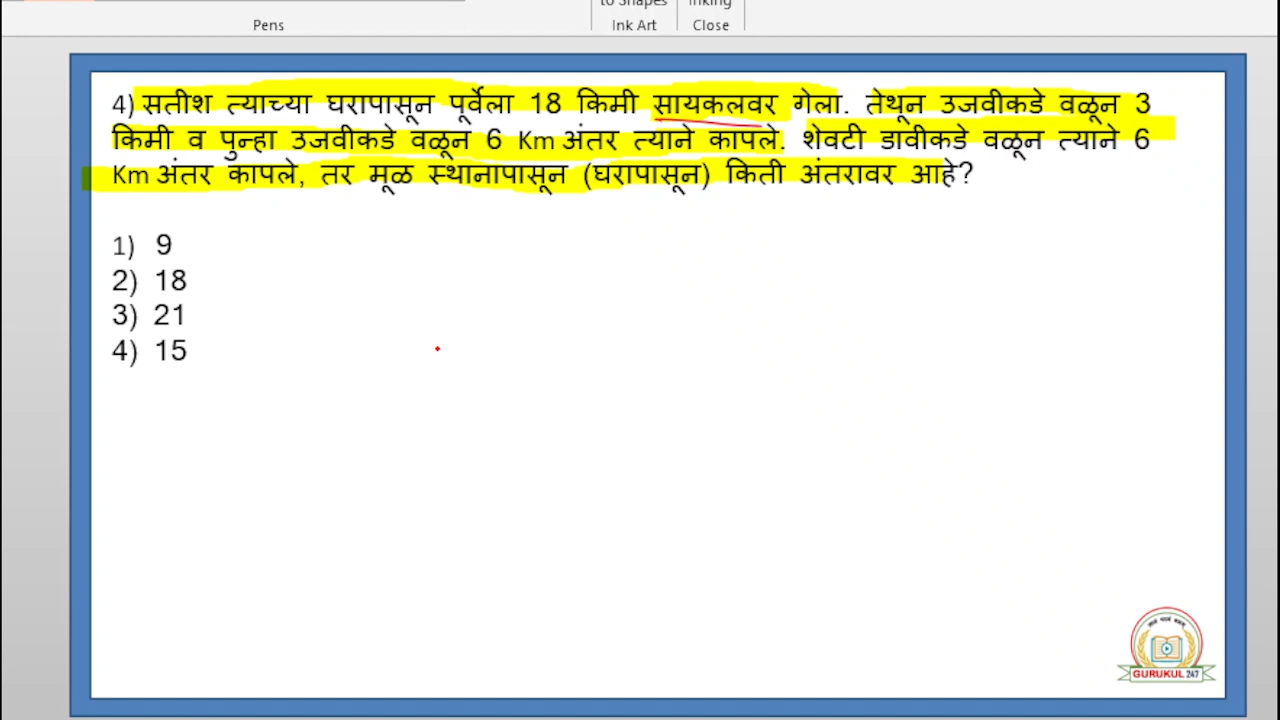 to Shapes
Inking
Pens
Ink Art
Close
4) सतीश त्याच्या घरापासून पूर्वेला 18 किमी सायकलवर गेला. तेथून उजवीकडे वळून 3
किमी व पुन्हा उजवीकडे वळून 6 Km अंतर त्याने कापले. शेवटी डावीकडे वळून त्याने 6
Km अंतर कापले, तर मूळ स्थानापासून (घरापासून) किती अंतरावर आहे?
1) 9
2) 18
3) 21
4) 15
GURUKUL 247